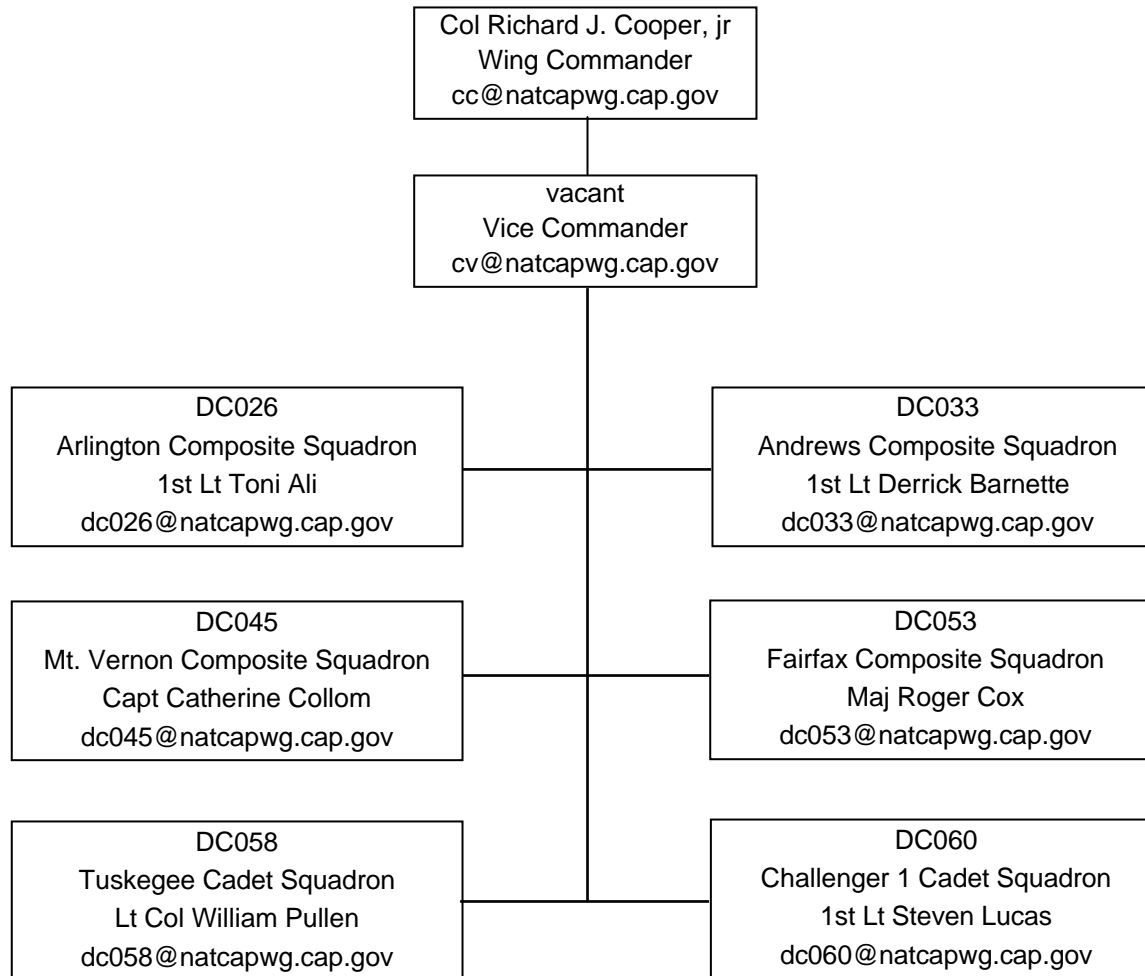 Col Richard J. Cooper, jr
Wing Commander
cc@natcapwg.cap.gov
vacant
Vice Commander
cv@natcapwg.cap.gov
DC026
Arlington Composite Squadron
1st Lt Toni Ali
dc026@natcapwg.cap.gov
DC033
Andrews Composite Squadron
1st Lt Derrick Barnette
dc033@natcapwg.cap.gov
DC045
Mt. Vernon Composite Squadron
Capt Catherine Collom
dc045@natcapwg.cap.gov
DC053
Fairfax Composite Squadron
Maj Roger Cox
dc053@natcapwg.cap.gov
DC058
Tuskegee Cadet Squadron
Lt Col William Pullen
dc058@natcapwg.cap.gov
DC060
Challenger 1 Cadet Squadron
1st Lt Steven Lucas
dc060@natcapwg.cap.gov